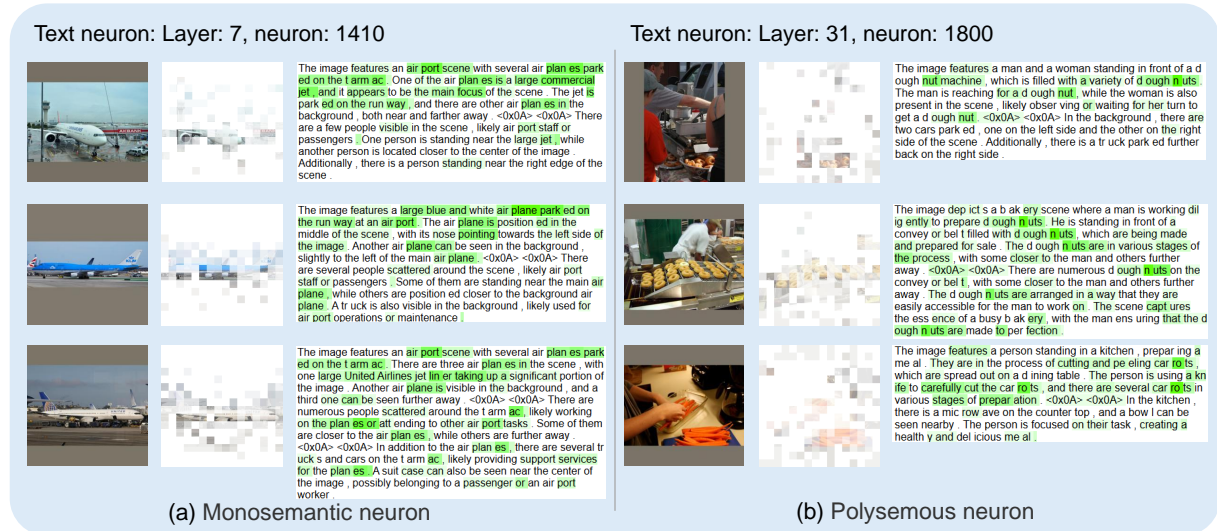 Text neuron: Layer: 7, neuron: 1410
The image features an air port scene with several air plan es park
ed on the t arm ac . One of the air plan es is a large commercial
jet , and it appears to be the main focus of the scene . The jet is
park ed on the run way , and there are other air plan es in the
background , both near and farther away . <0x0A> <0x0A> There
are a few people visible in the scene , likely air port staff or
passengers . One person is standing near the large jet , while
another person is located closer to the center of the image .
Additionally , there is a person standing near the right edge of the
scene .
The image features a large blue and white air plane park ed on
the run way at an air port . The air plane is position ed in the
middle of the scene , with its nose pointing towards the left side of
the image . Another air plane can be seen in the background ,
slightly to the left of the main air plane . <0x0A> <0x0A> There
are several people scattered around the scene , likely air port
staff or passengers . Some of them are standing near the main air
plane , while others are position ed closer to the background air
plane . A tr uck is also visible in the background , likely used for
air port operations or maintenance .
The image features an air port scene with several air plan es park
ed on the t arm ac . There are three air plan es in the scene , with
one large United Airlines jet lin er taking up a significant portion of
the image . Another air plane is visible in the background , and a
third one can be seen further away . <0x0A> <0x0A> There are
numerous people scattered around the t arm ac , likely working
on the plan es or att ending to other air port tasks . Some of them
are closer to the air plan es , while others are further away .
<0x0A> <0x0A> In addition to the air plan es , there are several tr
uck s and cars on the t arm ac , likely providing support services
for the plan es . A suit case can also be seen near the center of
the image , possibly belonging to a passenger or an air port
worker .
(a) Monosemantic neuron
Text neuron: Layer: 31, neuron: 1800
The image features a man and a woman standing in front of a d
ough nut machine , which is filled with a variety of d ough n uts .
The man is reaching for a d ough nut , while the woman is also
present in the scene , likely obser ving or waiting for her turn to
get a d ough nut . <0x0A> <0x0A> In the background , there are
two cars park ed , one on the left side and the other on the right
side of the scene . Additionally , there is a tr uck park ed further
back on the right side .
The image dep ict s a b ak ery scene where a man is working dil
ig ently to prepare d ough n uts . He is standing in front of a
convey or bel t filled with d ough n uts , which are being made
and prepared for sale . The d ough n uts are in various stages of
the process , with some closer to the man and others further
away . <0x0A> <0x0A> There are numerous d ough n uts on the
convey or bel t , with some closer to the man and others further
away . The d ough n uts are arranged in a way that they are
easily accessible for the man to work on . The scene capt ures
the ess ence of a busy b ak ery , with the man ens uring that the d
ough n uts are made to per fection .
The image features a person standing in a kitchen , prepar ing a
me al . They are in the process of cutting and pe eling car ro ts ,
which are spread out on a d ining table . The person is using a kn
ife to carefully cut the car ro ts , and there are several car ro ts in
various stages of prepar ation . <0x0A> <0x0A> In the kitchen ,
there is a mic row ave on the counter top , and a bow l can be
seen nearby . The person is focused on their task , creating a
health y and del icious me al .
(b) Polysemous neuron